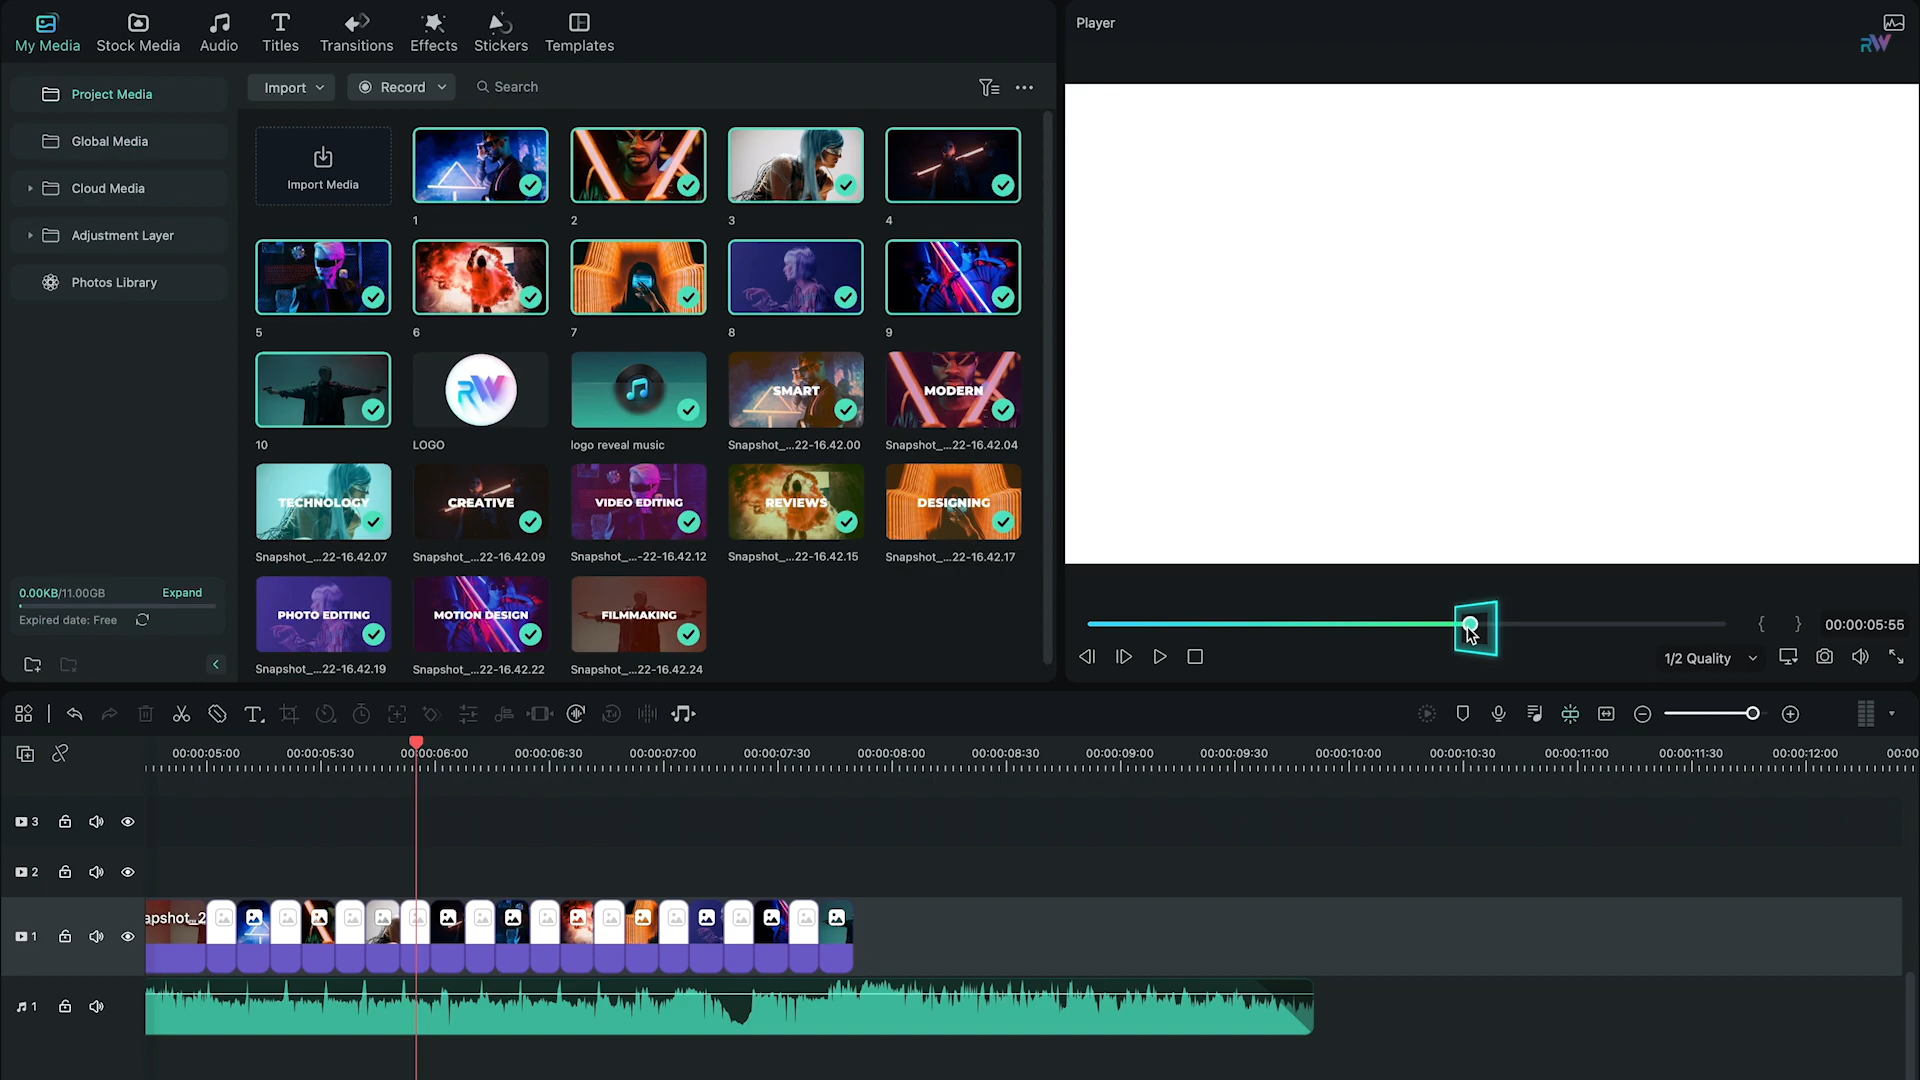 My Media
Stock Media
Audio
Titles
Transitions
Effects
Stickers
Templates
Player
RW
Project Media
Global Media
Cloud Media
Adjustment Layer
Photos Library
Import
Record
Search
Import Media
1
2
3
4
5
6
7
8
9
RW
SMART
MODERN
10
LOGO
logo reveal music
Snapshot_...22-16.42.00
Snapshot_...22-16.42.04
TECHNOLOGY
CREATIVE
VIDEO EDITING
REVIEWS
DESIGNING
Snapshot_...22-16.42.07
Snapshot_...22-16.42.09
Snapshot_...-22-16.42.12
Snapshot_...22-16.42.15
Snapshot_...22-16.42.17
PHOTO EDITING
MOTION DESIGN
FILMMAKING
Snapshot_...22-16.42.19
Snapshot_...22-16.42.22
Snapshot_...22-16.42.24
0.00KB/11.00GB
Expand
Expired date: Free
{ }
00:00:05:55
1/2 Quality
00:00:05:00
00:00:05:30
00:00:06:00
00:00:06:30
00:00:07:00
00:00:07:30
00:00:08:00
00:00:08:30
00:00:09:00
00:00:09:30
00:00:10:00
00:00:10:30
00:00:11:00
00:00:11:30
00:00:12:00
00:00
3
2
apshot_2
1
1